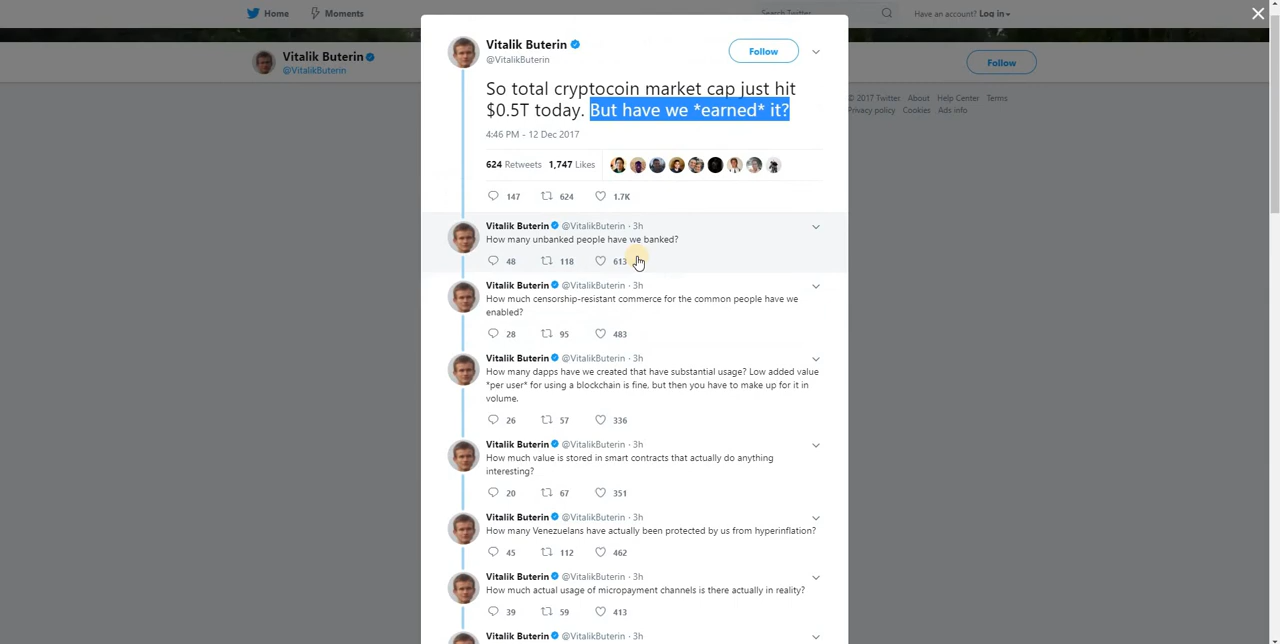 Home
Moments
Search Twitter
Have an account? Log in
Vitalik Buterin
@VitalikButerin
Follow
© 2017 Twitter About Help Center Terms
Privacy policy Cookies Ads info
Vitalik Buterin
@VitalikButerin
Follow
So total cryptocoin market cap just hit
$0.5T today. But have we *earned* it?
4:46 PM - 12 Dec 2017
624 Retweets 1,747 Likes
147 624 1.7K
Vitalik Buterin @VitalikButerin · 3h
How many unbanked people have we banked?
48 118 613
Vitalik Buterin @VitalikButerin · 3h
How much censorship-resistant commerce for the common people have we
enabled?
28 95 483
Vitalik Buterin @VitalikButerin · 3h
How many dapps have we created that have substantial usage? Low added value
*per user* for using a blockchain is fine, but then you have to make up for it in
volume.
26 57 336
Vitalik Buterin @VitalikButerin · 3h
How much value is stored in smart contracts that actually do anything
interesting?
20 67 351
Vitalik Buterin @VitalikButerin · 3h
How many Venezuelans have actually been protected by us from hyperinflation?
45 112 462
Vitalik Buterin @VitalikButerin · 3h
How much actual usage of micropayment channels is there actually in reality?
39 59 413
Vitalik Buterin @VitalikButerin · 3h